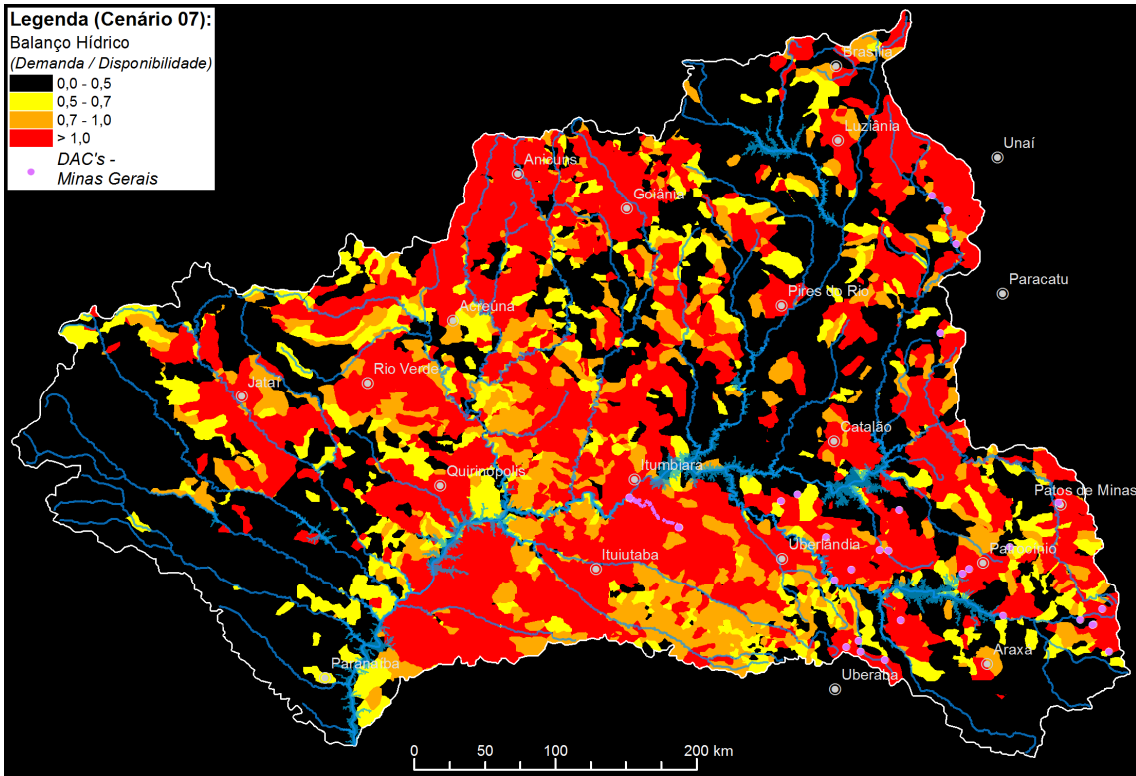 Legenda (Cenário 07):
Balanço Hídrico
(Demanda / Disponibilidade)
0,0 - 0,5
0,5 - 0,7
0,7 - 1,0
> 1,0
DAC's -
Minas Gerais
Brasília
Luziânia
Unaí
Anicuns
Goiânia
Paracatu
Pires do Rio
Acreúna
Rio Verde
Jataí
Catalão
Quirinópolis
Itumbiara
Patos de Minas
Uberlândia
Patrocínio
Ituiutaba
Paranaíba
Araxá
Uberaba
0 50 100 200 km